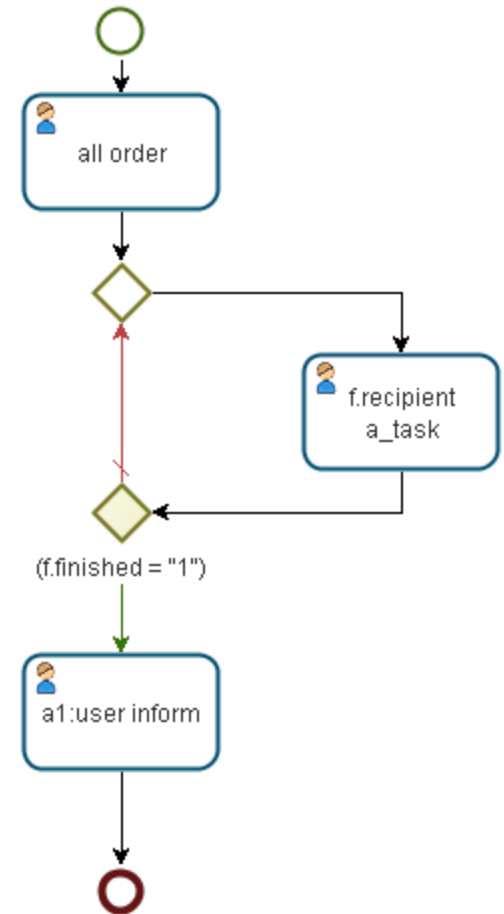 all order
f.recipient
a_task
(f.finished = "1")
a1:user inform